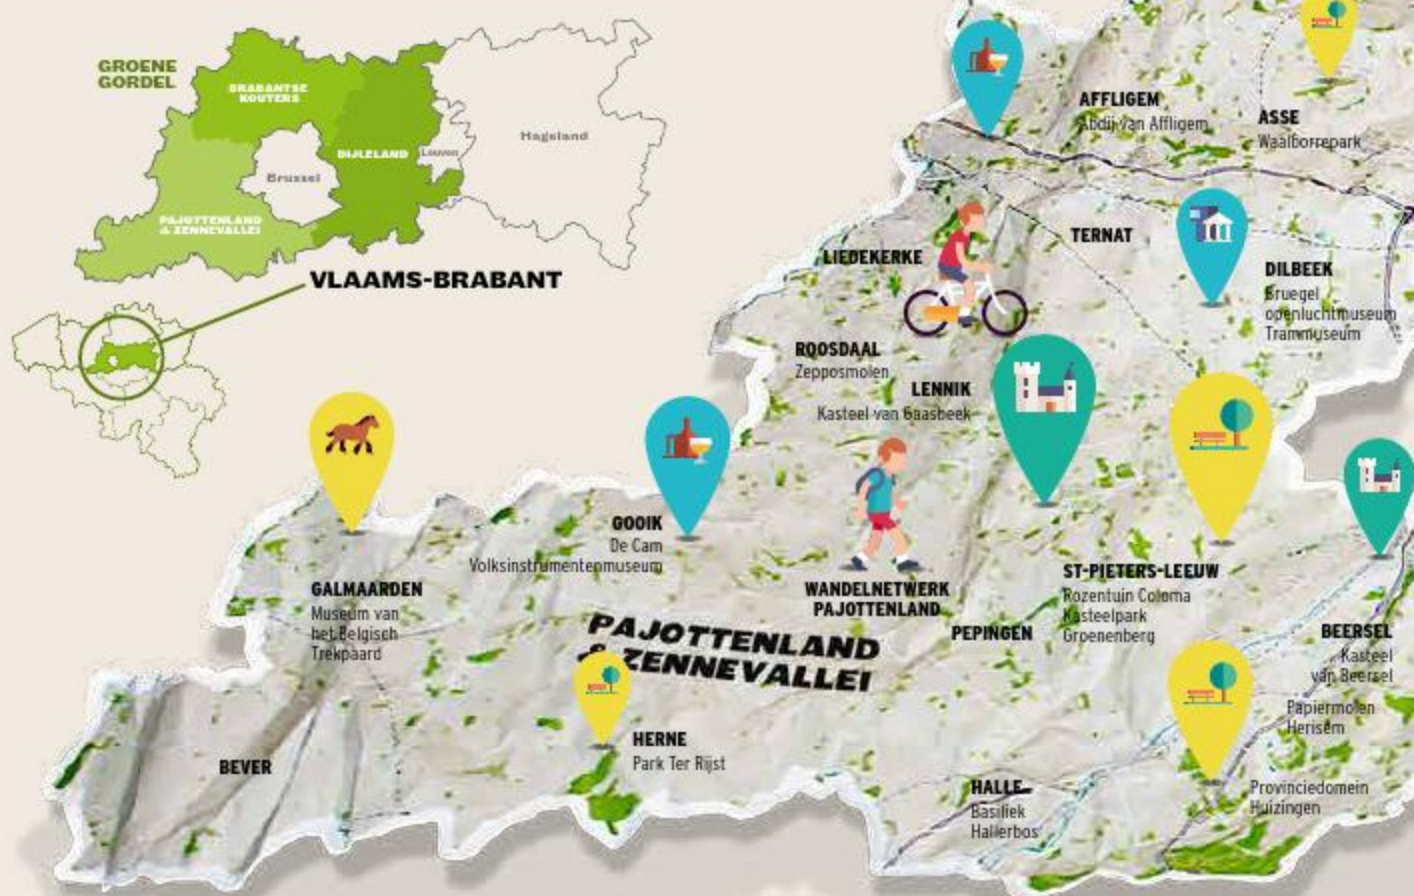 GROENE
GORDEL
BRABANTSE
KOUTERS
DIJLELAND
Leuven
Hageland
Brussel
PAJOTTENLAND
& ZENNEVALLEI
VLAAMS-BRABANT
AFFLIGEM
Abdij van Affligem
ASSE
Waalborrepark
LIEDEKERKE
TERNAT
DILBEEK
Bruegel
openluchtmuseum
Trammuseum
ROOSDAAL
Zepposmolen
LENNIK
Kasteel van Gaasbeek
GOOIK
De Cam
Volksinstrumentenmuseum
GALMAARDEN
Museum van
het Belgisch
Trekpaard
WANDELNETWERK
PAJOTTENLAND
PEPINGEN
ST-PIETERS-LEEUW
Rozentuin Coloma
Kasteelpark
Groenenberg
BEERSEL
Kasteel
van Beersel
Papiermolen
Herisem
PAJOTTENLAND
& ZENNEVALLEI
HERNE
Park Ter Rijst
BEVER
HALLE
Basiliek
Hallerbos
Provinciedomein
Huizingen